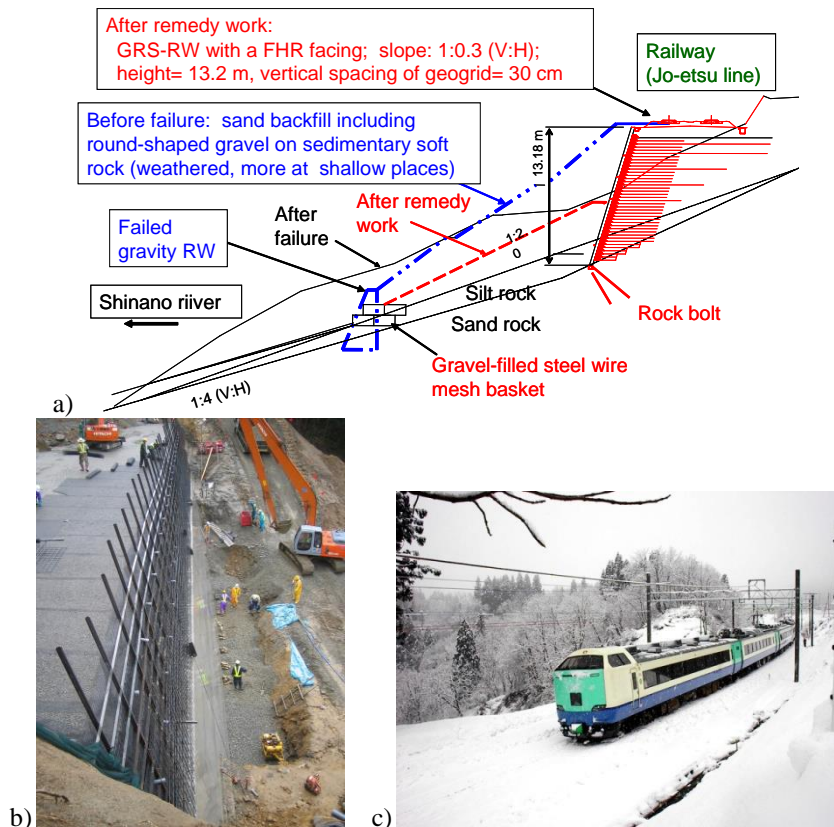 After remedy work:
GRS-RW with a FHR facing; slope: 1:0.3 (V:H);
height= 13.2 m, vertical spacing of geogrid= 30 cm
Railway
(Jo-etsu line)
Before failure: sand backfill including
round-shaped gravel on sedimentary soft
rock (weathered, more at shallow places)
13.18 m
Failed
gravity RW
After
failure
After remedy
work
1:2
0
Shinano riiver
Silt rock
Sand rock
Rock bolt
Gravel-filled steel wire
mesh basket
1:4 (V:H)
a)
b)
c)